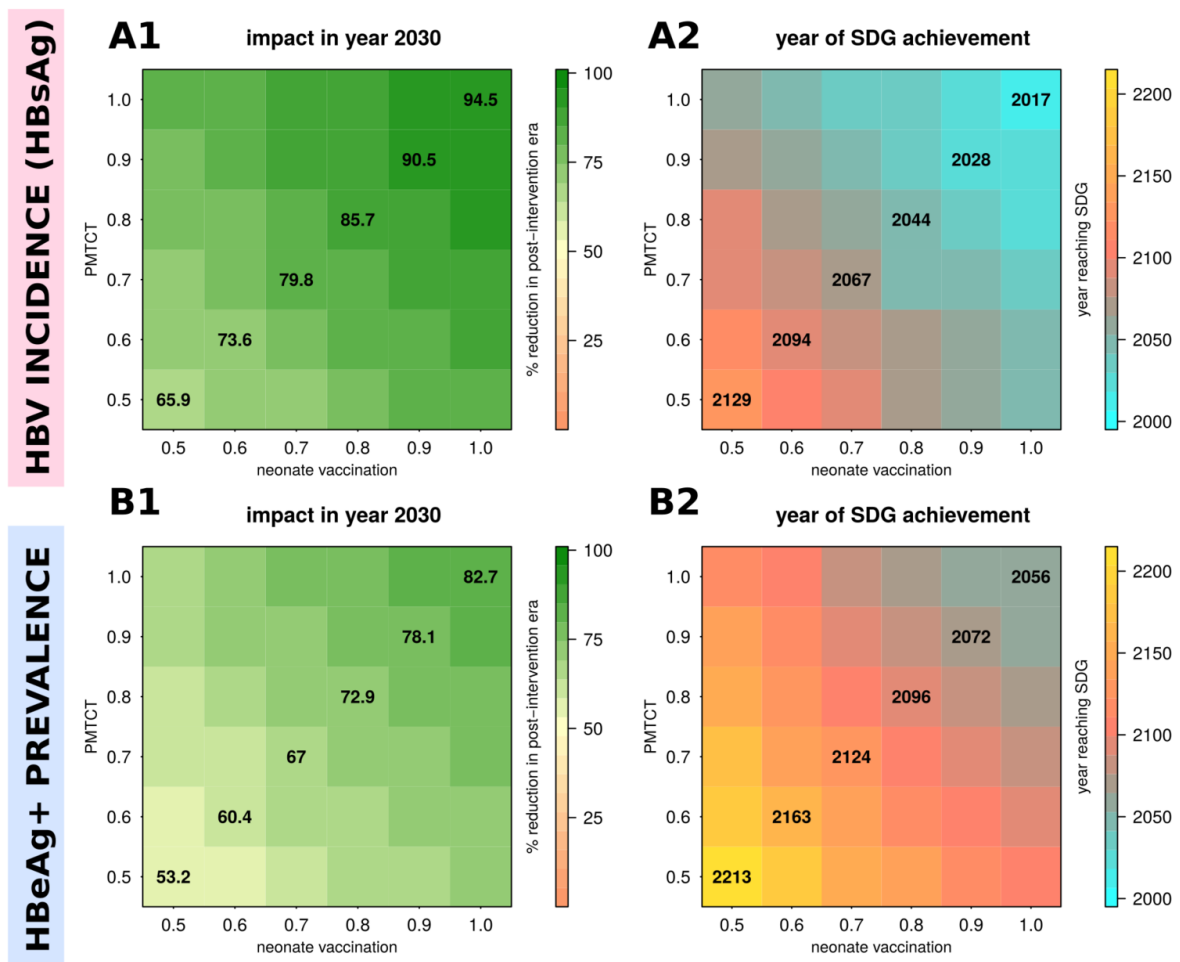 HBV INCIDENCE (HBsAg)
A1
impact in year 2030
PMTCT
1.0
0.9
0.8
0.7
0.6
0.5
94.5
90.5
85.7
79.8
73.6
65.9
0.5 0.6 0.7 0.8 0.9 1.0
neonate vaccination
% reduction in post−intervention era
100
75
50
25
A2
year of SDG achievement
PMTCT
1.0
0.9
0.8
0.7
0.6
0.5
2017
2028
2044
2067
2094
2129
0.5 0.6 0.7 0.8 0.9 1.0
neonate vaccination
year reaching SDG
2200
2150
2100
2050
2000
HBeAg+ PREVALENCE
B1
impact in year 2030
PMTCT
1.0
0.9
0.8
0.7
0.6
0.5
82.7
78.1
72.9
67
60.4
53.2
0.5 0.6 0.7 0.8 0.9 1.0
neonate vaccination
% reduction in post−intervention era
100
75
50
25
B2
year of SDG achievement
PMTCT
1.0
0.9
0.8
0.7
0.6
0.5
2056
2072
2096
2124
2163
2213
0.5 0.6 0.7 0.8 0.9 1.0
neonate vaccination
year reaching SDG
2200
2150
2100
2050
2000